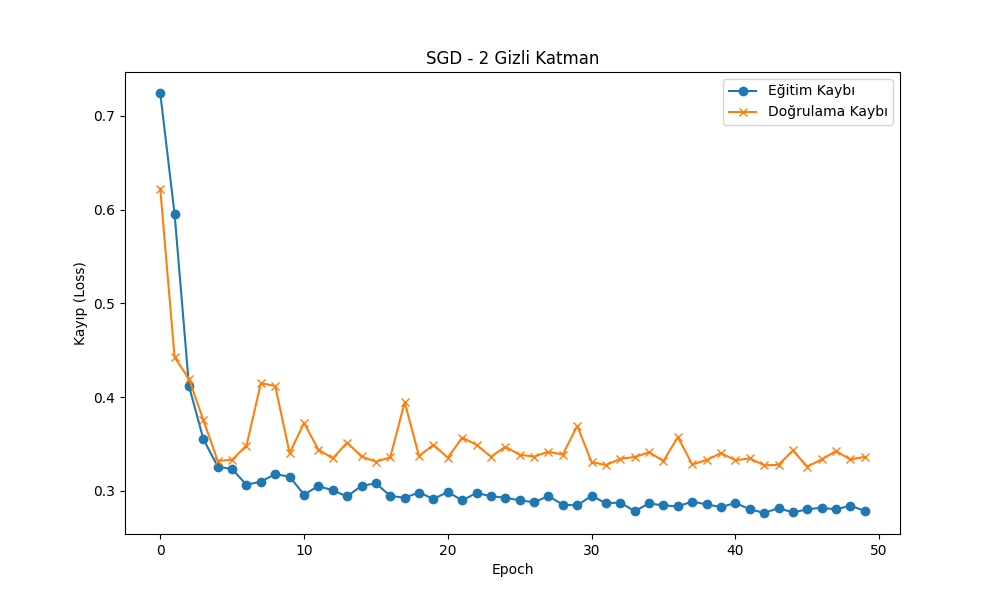 SGD - 2 Gizli Katman
Eğitim Kaybı
Doğrulama Kaybı
Kayıp (Loss)
0.7
0.6
0.5
0.4
0.3
0 10 20 30 40 50
Epoch